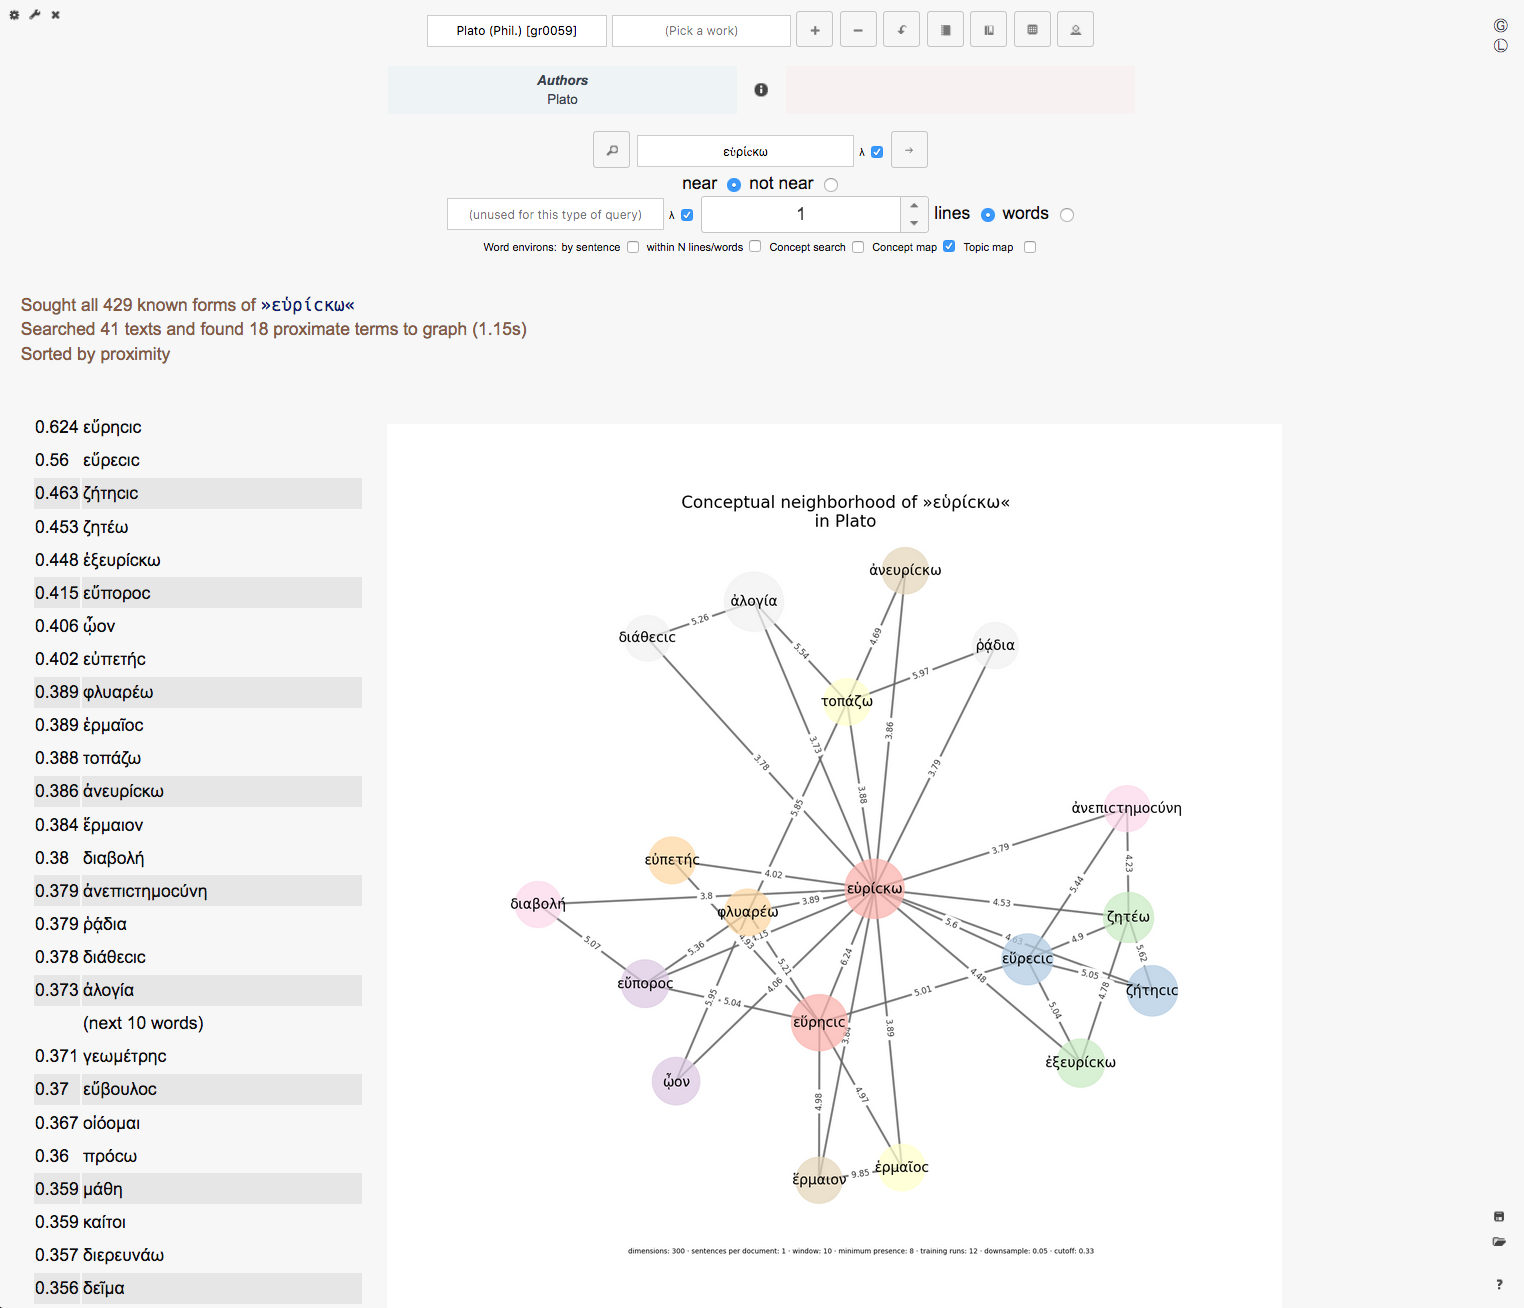 Plato (Phil.) [gr0059]
(Pick a work)
G
L
Authors
Plato
εὑρίϲκω
λ
near
not near
(unused for this type of query)
λ
1
lines
words
Word environs: by sentence
within N lines/words
Concept search
Concept map
Topic map
Sought all 429 known forms of »εὑρίϲκω«
Searched 41 texts and found 18 proximate terms to graph (1.15s)
Sorted by proximity
0.624 εὕρηϲιϲ
0.56 εὕρεϲιϲ
0.463 ζήτηϲιϲ
0.453 ζητέω
0.448 ἐξευρίϲκω
0.415 εὔποροϲ
0.406 ᾧον
0.402 εὐπετήϲ
0.389 φλυαρέω
0.389 ἑρμαῖοϲ
0.388 τοπάζω
0.386 ἀνευρίϲκω
0.384 ἕρμαιον
0.38 διαβολή
0.379 ἀνεπιϲτημοϲύνη
0.379 ῥᾴδια
0.378 διάθεϲιϲ
0.373 ἀλογία
(next 10 words)
0.371 γεωμέτρηϲ
0.37 εὔβουλοϲ
0.367 οἰόομαι
0.36 πρόϲω
0.359 μάθη
0.359 καίτοι
0.357 διερευνάω
0.356 δεῖμα
Conceptual neighborhood of »εὑρίϲκω«
in Plato
ἀνευρίϲκω
ἀλογία
5.26
διάθεϲιϲ
4.69
ῥᾴδια
5.54
5.97
τοπάζω
3.86
3.73
3.78
3.79
3.88
5.85
ἀνεπιϲτημοϲύνη
3.79
εὐπετήϲ
4.23
4.02
5.44
εὑρίϲκω
3.8
3.89
4.53
διαβολή
φλυαρέω
ζητέω
5.6
4.63
4.9
5.07
5.36
4.93
4.15
6.24
5.62
εὕρεϲιϲ
5.21
4.48
5.05
εὔποροϲ
4.06
5.01
4.78
ζήτηϲιϲ
5.95
5.04
5.04
εὕρηϲιϲ
3.89
3.84
ἐξευρίϲκω
ᾧον
4.98
4.97
ἕρμαιον
9.85
ἑρμαῖοϲ
dimensions: 300 · sentences per document: 1 · window: 10 · minimum presence: 8 · training runs: 12 · downsample: 0.05 · cutoff: 0.33
?